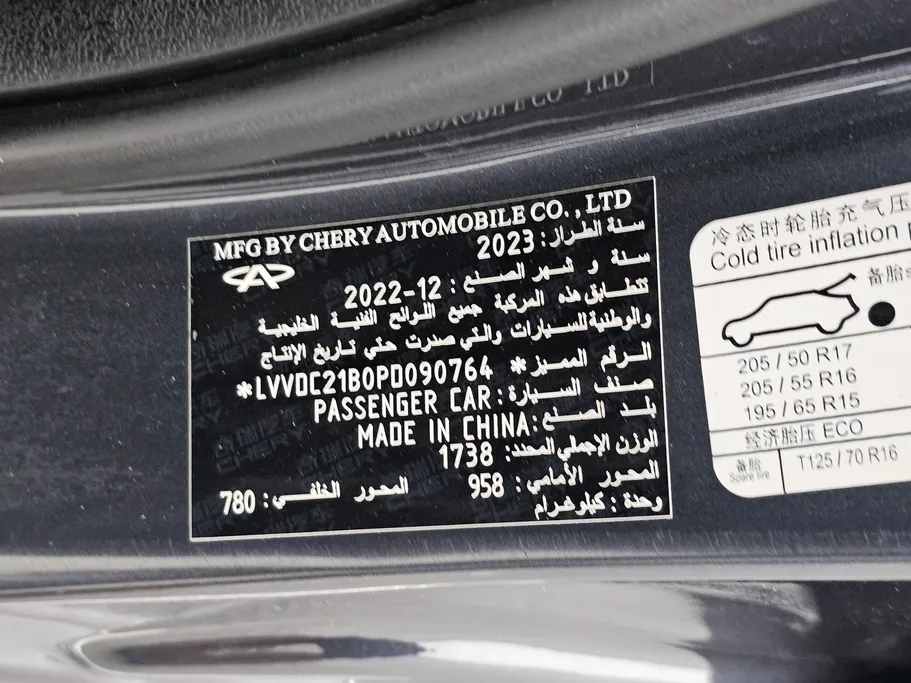 MFG BY CHERY AUTOMOBILE CO., LTD
سنة الطراز: 2023
سنة و شهر الصنع: 2022-12
تتطابق هذه المركبة جميع اللوائح الفنية الخليجية
والوطنية للسيارات والتي صدرت حتى تاريخ الإنتاج
الرقم المميز:
*LVVDC21B0PD090764*
صنف السيارة: PASSENGER CAR
بلد الصنع: MADE IN CHINA
الوزن الإجمالي المحدد: 1738
المحور الأمامي: 958 المحور الخلفي: 780
وحدة: كيلوغرام
冷态时轮胎充气压
Cold tire inflation
备胎
205 / 50 R17
205 / 55 R16
195 / 65 R15
经济胎压 ECO
备胎
Spare tire
T125 / 70 R16